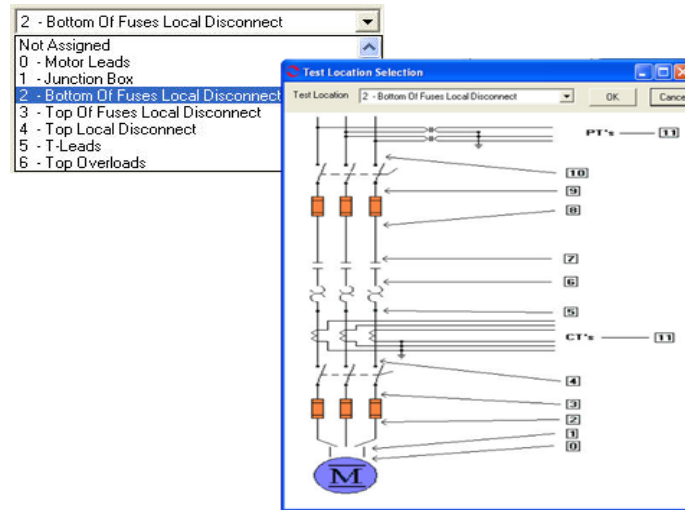 2 - Bottom Of Fuses Local Disconnect
Not Assigned
0 - Motor Leads
1 - Junction Box
2 - Bottom Of Fuses Local Disconnect
3 - Top Of Fuses Local Disconnect
4 - Top Local Disconnect
5 - T-Leads
6 - Top Overloads
Test Location Selection
Test Location 2 - Bottom Of Fuses Local Disconnect OK Cance
PT's 11
10
9
8
7
6
5
CT's 11
4
3
2
1
0
M